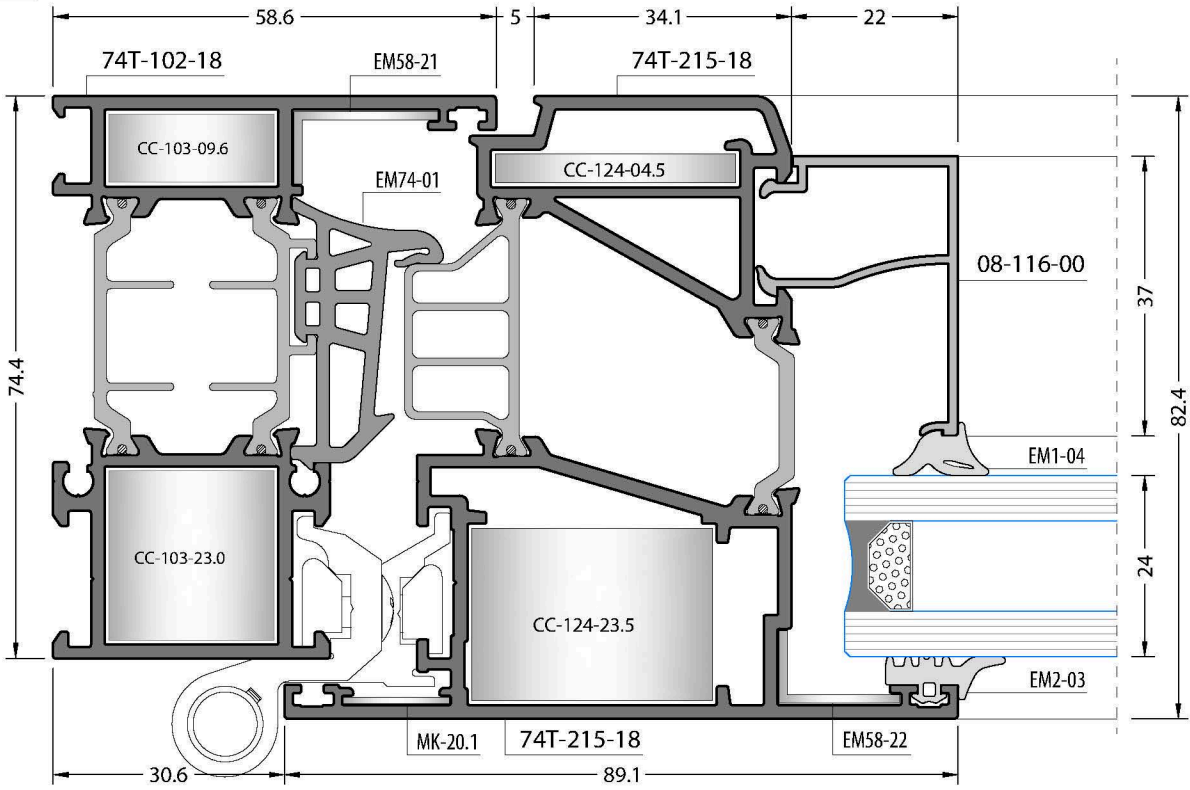 58.6
5
34.1
22
74T-102-18
EM58-21
74T-215-18
CC-103-09.6
CC-124-04.5
EM74-01
08-116-00
37
74.4
82.4
EM1-04
CC-103-23.0
24
CC-124-23.5
EM2-03
MK-20.1
74T-215-18
EM58-22
30.6
89.1